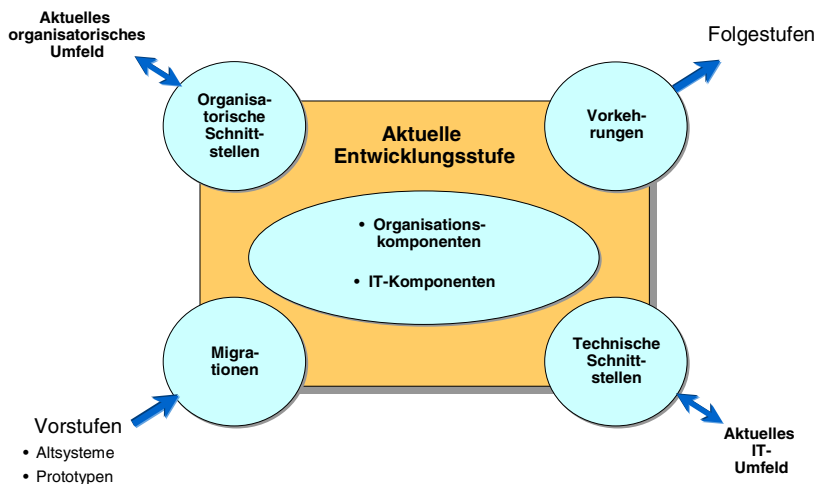 Aktuelles
organisatorisches
Umfeld
Folgestufen
Organisa-
torische
Schnitt-
stellen
Vorkeh-
rungen
Aktuelle
Entwicklungsstufe
• Organisations-
komponenten
• IT-Komponenten
Migra-
tionen
Technische
Schnitt-
stellen
Vorstufen
• Altsysteme
• Prototypen
Aktuelles
IT-
Umfeld